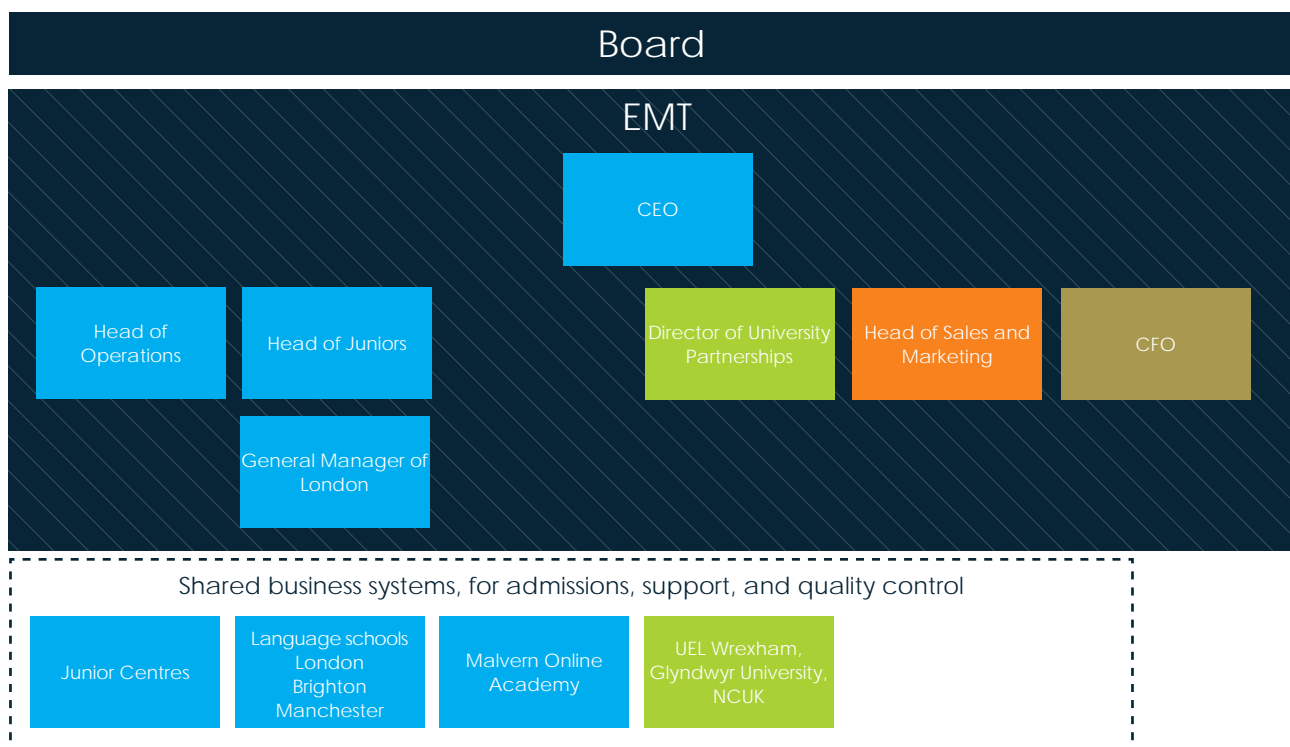 Board
EMT
CEO
Head of
Operations
Head of Juniors
Director of University
Partnerships
Head of Sales and
Marketing
CFO
General Manager of
London
Shared business systems, for admissions, support, and quality control
Junior Centres
Language schools
London
Brighton
Manchester
Malvern Online
Academy
UEL Wrexham,
Glyndwyr University,
NCUK